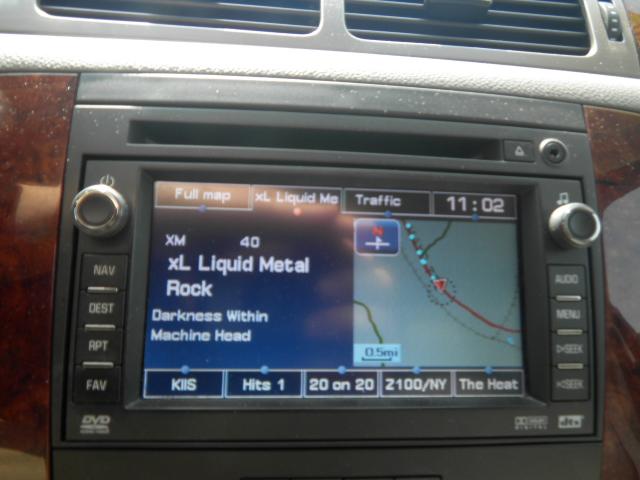 Full map xL Liquid Me Traffic 11:02
XM 40
xL Liquid Metal
Rock
Darkness Within
Machine Head
N
0.5mi
KIIS Hits 1 20 on 20 Z100/NY The Heat
NAV
DEST
RPT
FAV
AUDIO
MENU
SEEK
SEEK
DVD
DIGITAL dts